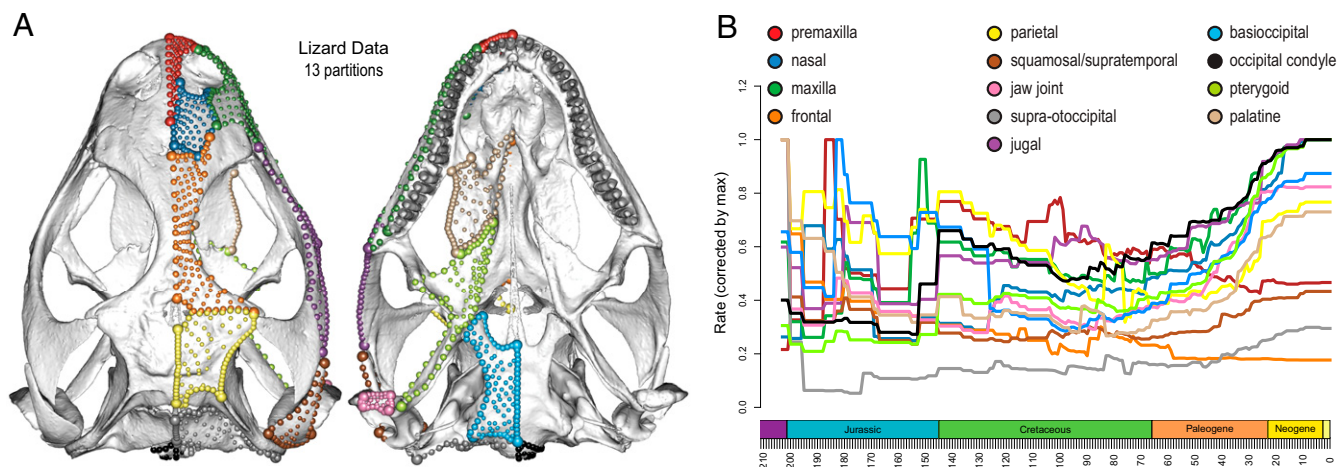 A
Lizard Data
13 partitions
B
premaxilla
nasal
maxilla
frontal
parietal
squamosal/supratemporal
jaw joint
supra-otoccipital
jugal
basioccipital
occipital condyle
pterygoid
palatine
Rate (corrected by max)
1.2
1.0
0.8
0.6
0.4
0.2
0.0
Jurassic
Cretaceous
Paleogene
Neogene
210
200
190
180
170
160
150
140
130
120
110
100
90
80
70
60
50
40
30
20
10
0